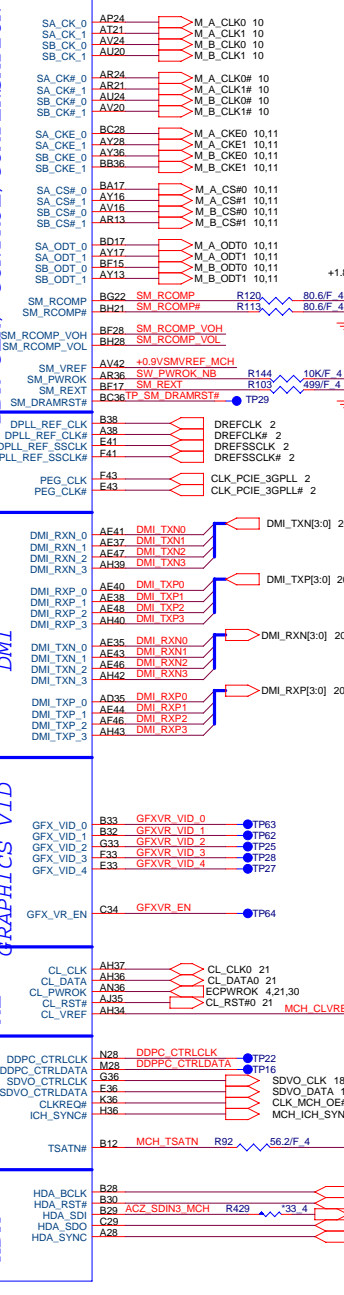 SA_CK_0 AP24 M_A_CLK0 10
SA_CK_1 AT21 M_A_CLK1 10
SB_CK_0 AV24 M_B_CLK0 10
SB_CK_1 AU20 M_B_CLK1 10
SA_CK#_0 AR24 M_A_CLK0# 10
SA_CK#_1 AR21 M_A_CLK1# 10
SB_CK#_0 AU24 M_B_CLK0# 10
SB_CK#_1 AV20 M_B_CLK1# 10
SA_CKE_0 BC28 M_A_CKE0 10,11
SA_CKE_1 AY28 M_A_CKE1 10,11
SB_CKE_0 AY36 M_B_CKE0 10,11
SB_CKE_1 BB36 M_B_CKE1 10,11
SA_CS#_0 BA17 M_A_CS#0 10,11
SA_CS#_1 AY16 M_A_CS#1 10,11
SB_CS#_0 AV16 M_B_CS#0 10,11
SB_CS#_1 AR13 M_B_CS#1 10,11
SA_ODT_0 BD17 M_A_ODT0 10,11
SA_ODT_1 AY17 M_A_ODT1 10,11
SB_ODT_0 BF15 M_B_ODT0 10,11
SB_ODT_1 AY13 M_B_ODT1 10,11
+1.8
SM_RCOMP BG22 SM_RCOMP R120 80.6/F_4
SM_RCOMP# BH21 SM_RCOMP# R113 80.6/F_4
SM_RCOMP_VOH BF28 SM_RCOMP_VOH
SM_RCOMP_VOL BH28 SM_RCOMP_VOL
SM_VREF AV42 +0.9VSMVREF_MCH
SM_PWROK AR36 SW_PWROK_NB R144 10K/F_4
SM_REXT BF17 SM_REXT R103 499/F_4
SM_DRAMRST# BC36 TP_SM_DRAMRST# TP29
DPLL_REF_CLK B38 DREFCLK 2
DPLL_REF_CLK# A38 DREFCLK# 2
DPLL_REF_SSCLK E41 DREFSSCLK 2
PLL_REF_SSCLK# F41 DREFSSCLK# 2
PEG_CLK F43 CLK_PCIE_3GPLL 2
PEG_CLK# E43 CLK_PCIE_3GPLL# 2
DMI
DMI_TXN[3:0] 2
DMI_RXN_0 AE41 DMI_TXN0
DMI_RXN_1 AE37 DMI_TXN1
DMI_RXN_2 AE47 DMI_TXN2
DMI_RXN_3 AH39 DMI_TXN3
DMI_TXP[3:0] 20
DMI_RXP_0 AE40 DMI_TXP0
DMI_RXP_1 AE38 DMI_TXP1
DMI_RXP_2 AE48 DMI_TXP2
DMI_RXP_3 AH40 DMI_TXP3
DMI_RXN[3:0] 20
DMI_TXN_0 AE35 DMI_RXN0
DMI_TXN_1 AE43 DMI_RXN1
DMI_TXN_2 AE46 DMI_RXN2
DMI_TXN_3 AH42 DMI_RXN3
DMI_RXP[3:0] 20
DMI_TXP_0 AD35 DMI_RXP0
DMI_TXP_1 AE44 DMI_RXP1
DMI_TXP_2 AF46 DMI_RXP2
DMI_TXP_3 AH43 DMI_RXP3
GRAPHICS VID
GFX_VID_0 B33 GFXVR_VID_0 TP63
GFX_VID_1 B32 GFXVR_VID_1 TP62
GFX_VID_2 G33 GFXVR_VID_2 TP25
GFX_VID_3 F33 GFXVR_VID_3 TP28
GFX_VID_4 E33 GFXVR_VID_4 TP27
GFX_VR_EN C34 GFXVR_EN TP64
CL_CLK AH37 CL_CLK0 21
CL_DATA AH36 CL_DATA0 21
CL_PWROK AN36 ECPWROK 4,21,30
CL_RST# AJ35 CL_RST#0 21
CL_VREF AH34 MCH_CLVRE
DDPC_CTRLCLK N28 DDPC_CTRLCLK TP22
DDPC_CTRLDATA M28 DDPPC_CTRLDATA TP16
SDVO_CTRLCLK G36 SDVO_CLK 18
SDVO_CTRLDATA E36 SDVO_DATA 1
CLKREQ# K36 CLK_MCH_OE#
ICH_SYNC# H36 MCH_ICH_SYN
TSATN# B12 MCH_TSATN R92 56.2/F_4
HDA_BCLK B28
HDA_RST# B30
HDA_SDI B29 ACZ_SDIN3_MCH R429 *33_4
HDA_SDO C29
HDA_SYNC A28